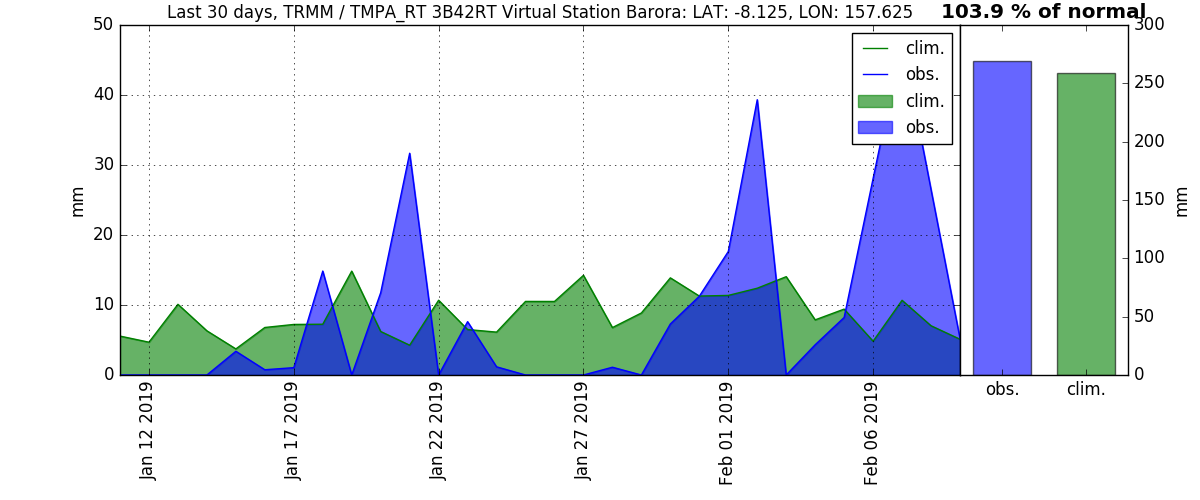 Last 30 days, TRMM / TMPA_RT 3B42RT Virtual Station Barora: LAT: -8.125, LON: 157.625
103.9 % of normal
50
40
30
20
10
0
mm
clim.
obs.
clim.
obs.
300
250
200
150
100
50
0
mm
Jan 12 2019
Jan 17 2019
Jan 22 2019
Jan 27 2019
Feb 01 2019
Feb 06 2019
obs.
clim.